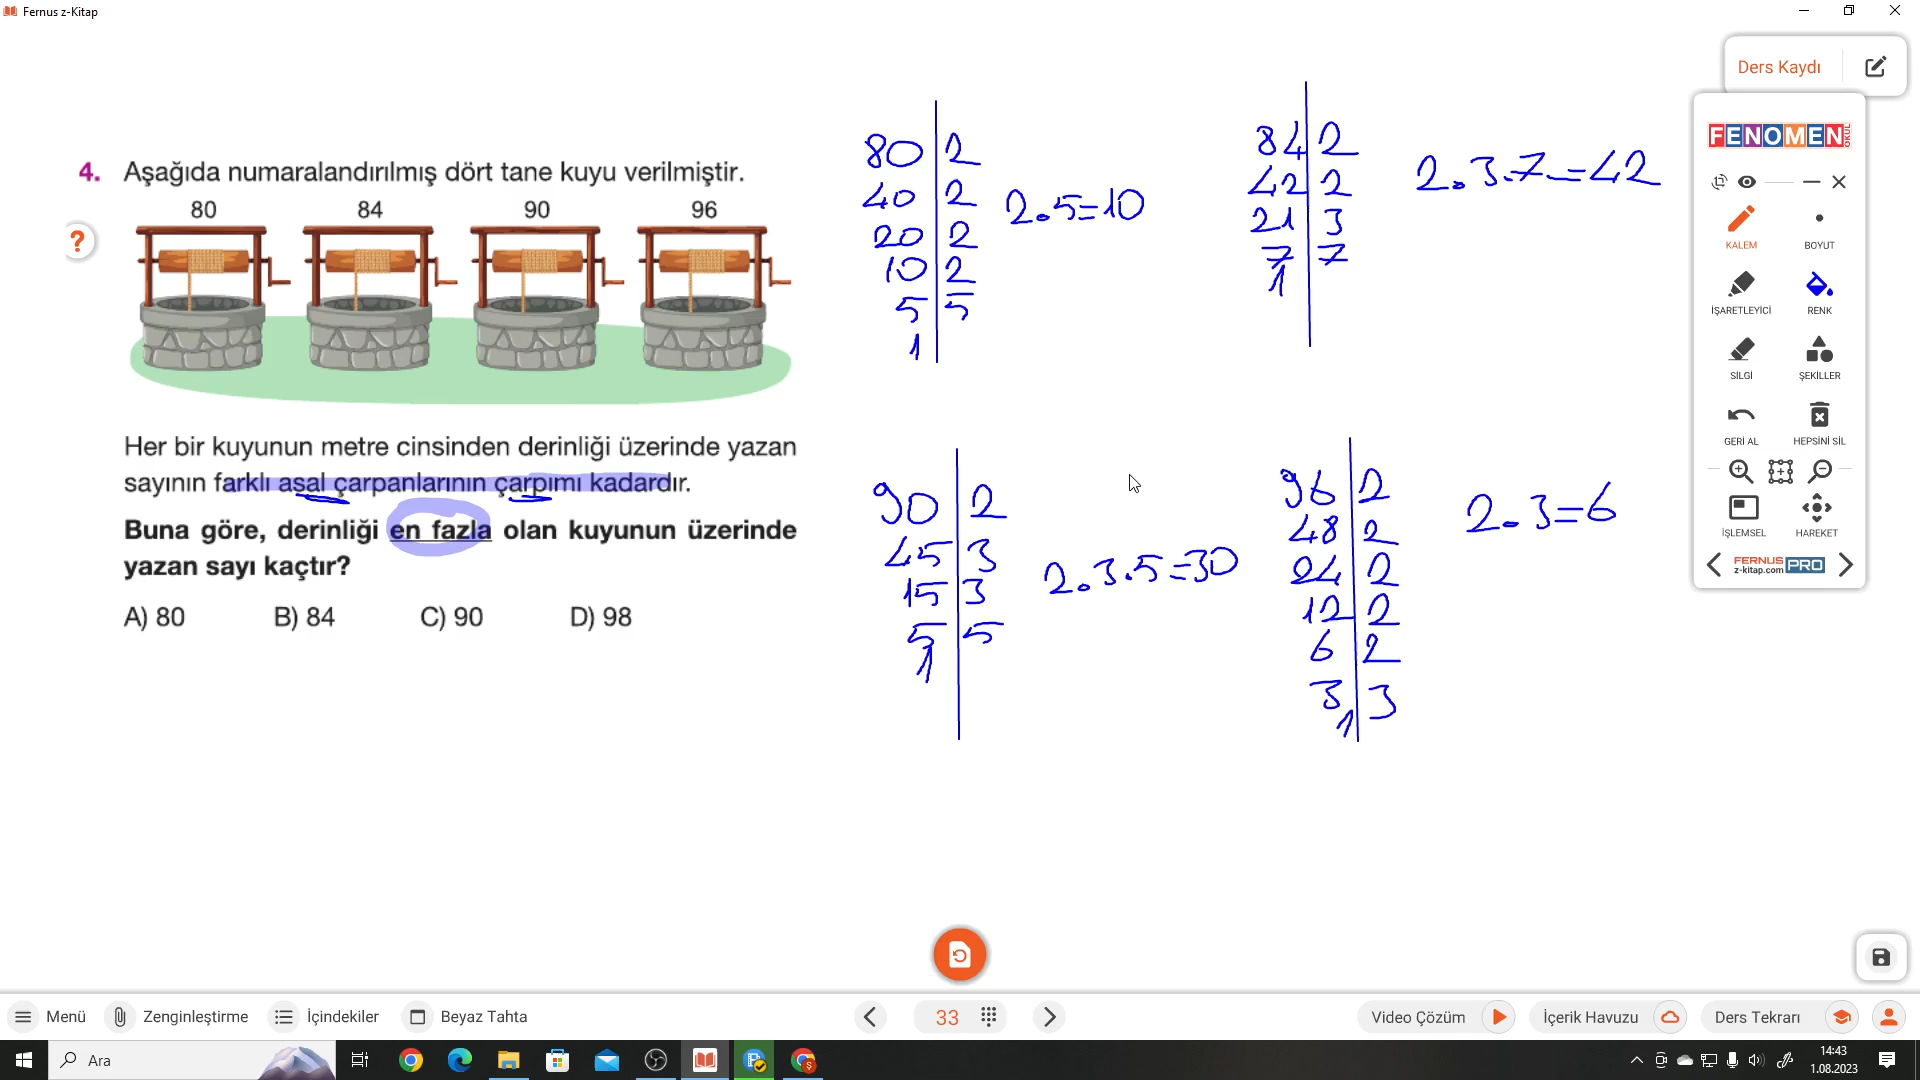 Fernus z-Kitap
Ders Kaydı
4. Aşağıda numaralandırılmış dört tane kuyu verilmiştir.
80 84 90 96
?
Her bir kuyunun metre cinsinden derinliği üzerinde yazan
sayının farklı asal çarpanlarının çarpımı kadardır.
Buna göre, derinliği en fazla olan kuyunun üzerinde
yazan sayı kaçtır?
A) 80 B) 84 C) 90 D) 98
80 2
40 2
20 2
10 2
5 5
1
2.5=10
84 2
42 2
21 3
7 7
1
2.3.7=42
90 2
45 3
15 3
5 5
1
2.3.5=30
96 2
48 2
24 2
12 2
6 2
3 3
1
2.3=6
FENOMEN OKUL
KALEM BOYUT
İŞARETLEYİCİ RENK
SİLGİ ŞEKİLLER
GERİ AL HEPSİNİ SİL
İŞLEMSEL HAREKET
FERNUS PRO
z-kitap.com
Menü Zenginleştirme İçindekiler Beyaz Tahta 33 Video Çözüm İçerik Havuzu Ders Tekrarı
Ara
14:43
1.08.2023